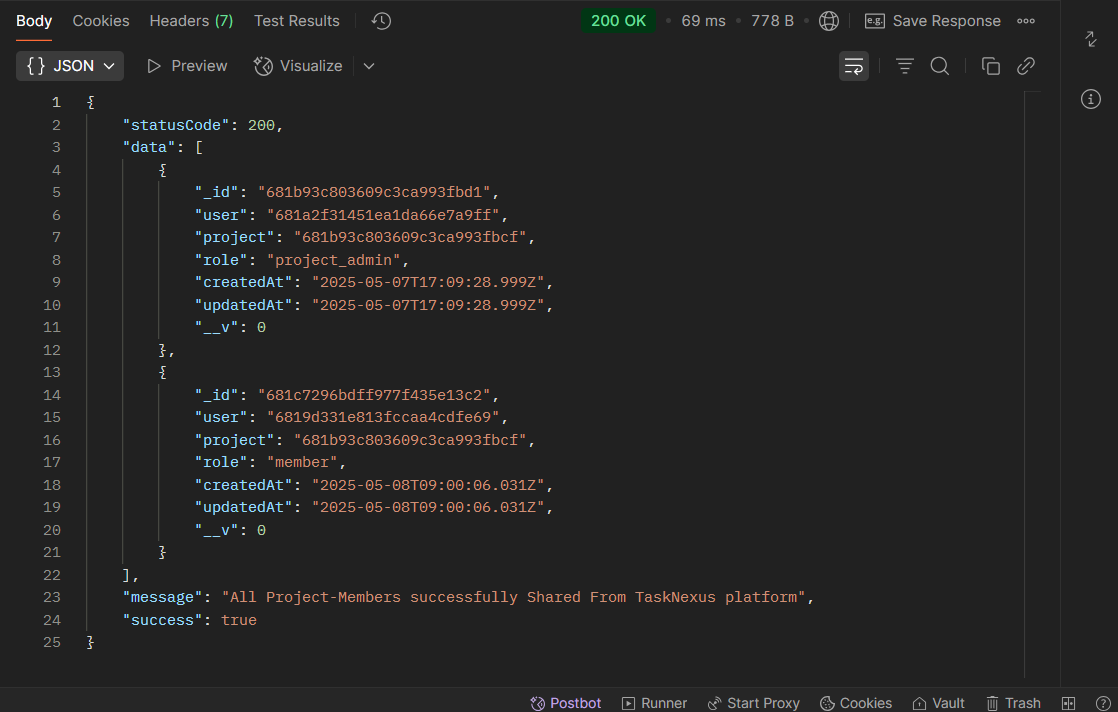 Body Cookies Headers (7) Test Results 200 OK 69 ms 778 B e.g. Save Response
{ } JSON Preview Visualize
1 {
2 "statusCode": 200,
3 "data": [
4 {
5 "_id": "681b93c803609c3ca993fbd1",
6 "user": "681a2f31451ea1da66e7a9ff",
7 "project": "681b93c803609c3ca993fbcf",
8 "role": "project_admin",
9 "createdAt": "2025-05-07T17:09:28.999Z",
10 "updatedAt": "2025-05-07T17:09:28.999Z",
11 "__v": 0
12 },
13 {
14 "_id": "681c7296bdff977f435e13c2",
15 "user": "6819d331e813fccaa4cdfe69",
16 "project": "681b93c803609c3ca993fbcf",
17 "role": "member",
18 "createdAt": "2025-05-08T09:00:06.031Z",
19 "updatedAt": "2025-05-08T09:00:06.031Z",
20 "__v": 0
21 }
22 ],
23 "message": "All Project-Members successfully Shared From TaskNexus platform",
24 "success": true
25 }
Postbot Runner Start Proxy Cookies Vault Trash